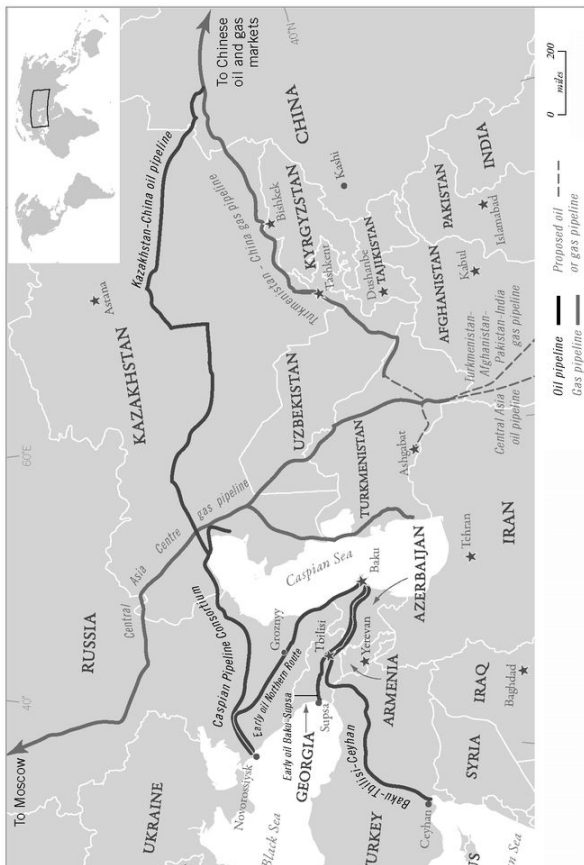 To Moscow
RUSSIA
Central Asia Centre gas pipeline
60°E
40°
KAZAKHSTAN
Astana
Kazakhstan-China oil pipeline
To Chinese
oil and gas
markets
40°N
UKRAINE
Novorossiysk
Caspian Pipeline Consortium
Early oil Northern Route
Groznyy
Black Sea
Early oil Baku-Supsa
GEORGIA
Supsa
Tbilisi
Caspian Sea
Baku
UZBEKISTAN
Turkmenistan - China gas pipeline
Bishkek
KYRGYZSTAN
Tashkent
CHINA
Kashi
TURKEY
Ceyhan
Baku-Tbilisi-Ceyhan
ARMENIA
Yerevan
AZERBAIJAN
TURKMENISTAN
Ashgabat
Dushanbe
TAJIKISTAN
SYRIA
IRAQ
Baghdad
Tehran
IRAN
Central Asia
oil pipeline
Turkmenistan-
Afghanistan-
Pakistan-India
gas pipeline
AFGHANISTAN
Kabul
PAKISTAN
Islamabad
INDIA
Oil pipeline
Gas pipeline
Proposed oil
or gas pipeline
0 200
miles